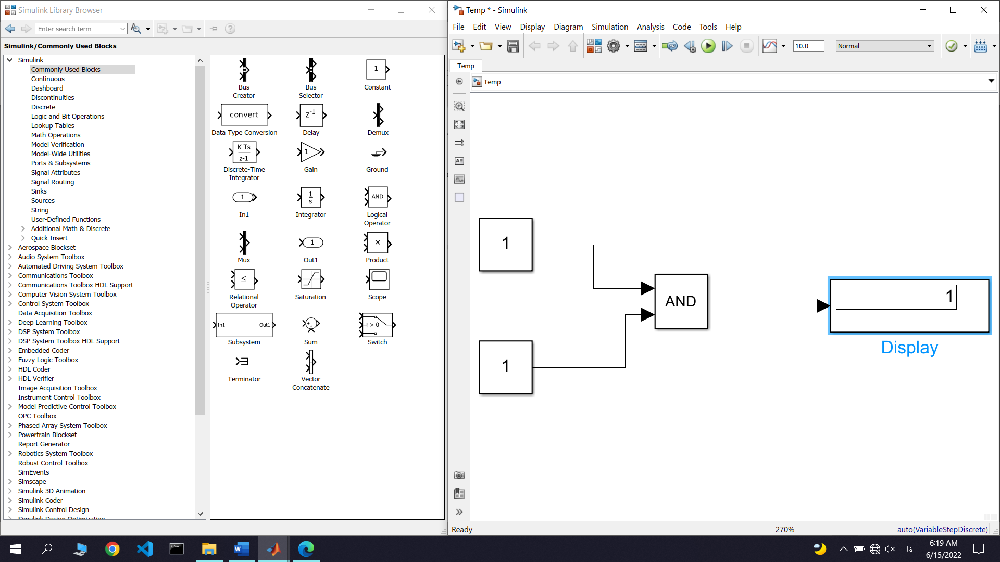 Simulink Library Browser
Enter search term
Simulink/Commonly Used Blocks
Simulink
Commonly Used Blocks
Continuous
Dashboard
Discontinuities
Discrete
Logic and Bit Operations
Lookup Tables
Math Operations
Model Verification
Model-Wide Utilities
Ports & Subsystems
Signal Attributes
Signal Routing
Sinks
Sources
String
User-Defined Functions
Additional Math & Discrete
Quick Insert
Aerospace Blockset
Audio System Toolbox
Automated Driving System Toolbox
Communications Toolbox
Communications Toolbox HDL Support
Computer Vision System Toolbox
Control System Toolbox
Data Acquisition Toolbox
Deep Learning Toolbox
DSP System Toolbox
DSP System Toolbox HDL Support
Embedded Coder
Fuzzy Logic Toolbox
HDL Coder
HDL Verifier
Image Acquisition Toolbox
Instrument Control Toolbox
Model Predictive Control Toolbox
OPC Toolbox
Phased Array System Toolbox
Powertrain Blockset
Report Generator
Robotics System Toolbox
Robust Control Toolbox
SimEvents
Simscape
Simulink 3D Animation
Simulink Coder
Simulink Control Design
Simulink Design Optimization
1
Bus
Creator
Bus
Selector
Constant
convert
z-1
Data Type Conversion
Delay
Demux
K Ts
z-1
1
Discrete-Time
Integrator
Gain
Ground
1
1
s
AND
In1
Integrator
Logical
Operator
1
×
Mux
Out1
Product
≤
Relational
Operator
Saturation
Scope
In1
Out1
+
+
> 0
Subsystem
Sum
Switch
Terminator
Vector
Concatenate
Temp * - Simulink
File Edit View Display Diagram Simulation Analysis Code Tools Help
10.0
Normal
Temp
Temp
1
1
AND
1
Display
Ready
270%
auto(VariableStepDiscrete)
فا
6:19 AM
6/15/2022